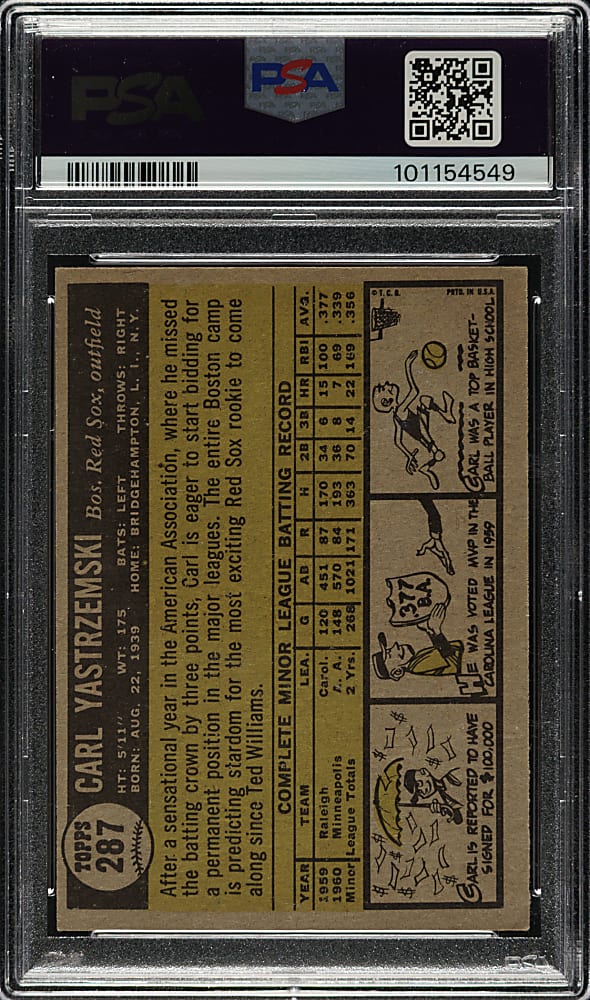 PSA
PSA
101154549
TOPPS
287
CARL YASTRZEMSKI Bos. Red Sox, outfield
HT: 5'11" WT: 175 BATS: LEFT THROWS: RIGHT
BORN: AUG. 22, 1939 HOME: BRIDGEHAMPTON, L. I., N. Y.
After a sensational year in the American Association, where he missed
the batting crown by three points, Carl is eager to start bidding for
a permanent position in the major leagues. The entire Boston camp
is predicting stardom for the most exciting Red Sox rookie to come
along since Ted Williams.
COMPLETE MINOR LEAGUE BATTING RECORD
YEAR TEAM LEA. G AB R H 2B 3B HR RBI AVG.
1959 Raleigh Carol. 120 451 87 170 34 6 15 100 .377
1960 Minneapolis A. A. 148 570 84 193 36 8 7 69 .339
Minor League Totals 2 Yrs. 268 1021 171 363 70 14 22 169 .356
$ $ $ $ $ $
CARL IS REPORTED TO HAVE
SIGNED FOR $100,000
.377
B.A.
HE WAS VOTED MVP IN THE
CAROLINA LEAGUE IN 1959
© T. C. G. PRTD. IN U.S.A.
CARL WAS A TOP BASKET-
BALL PLAYER IN HIGH SCHOOL
PSA